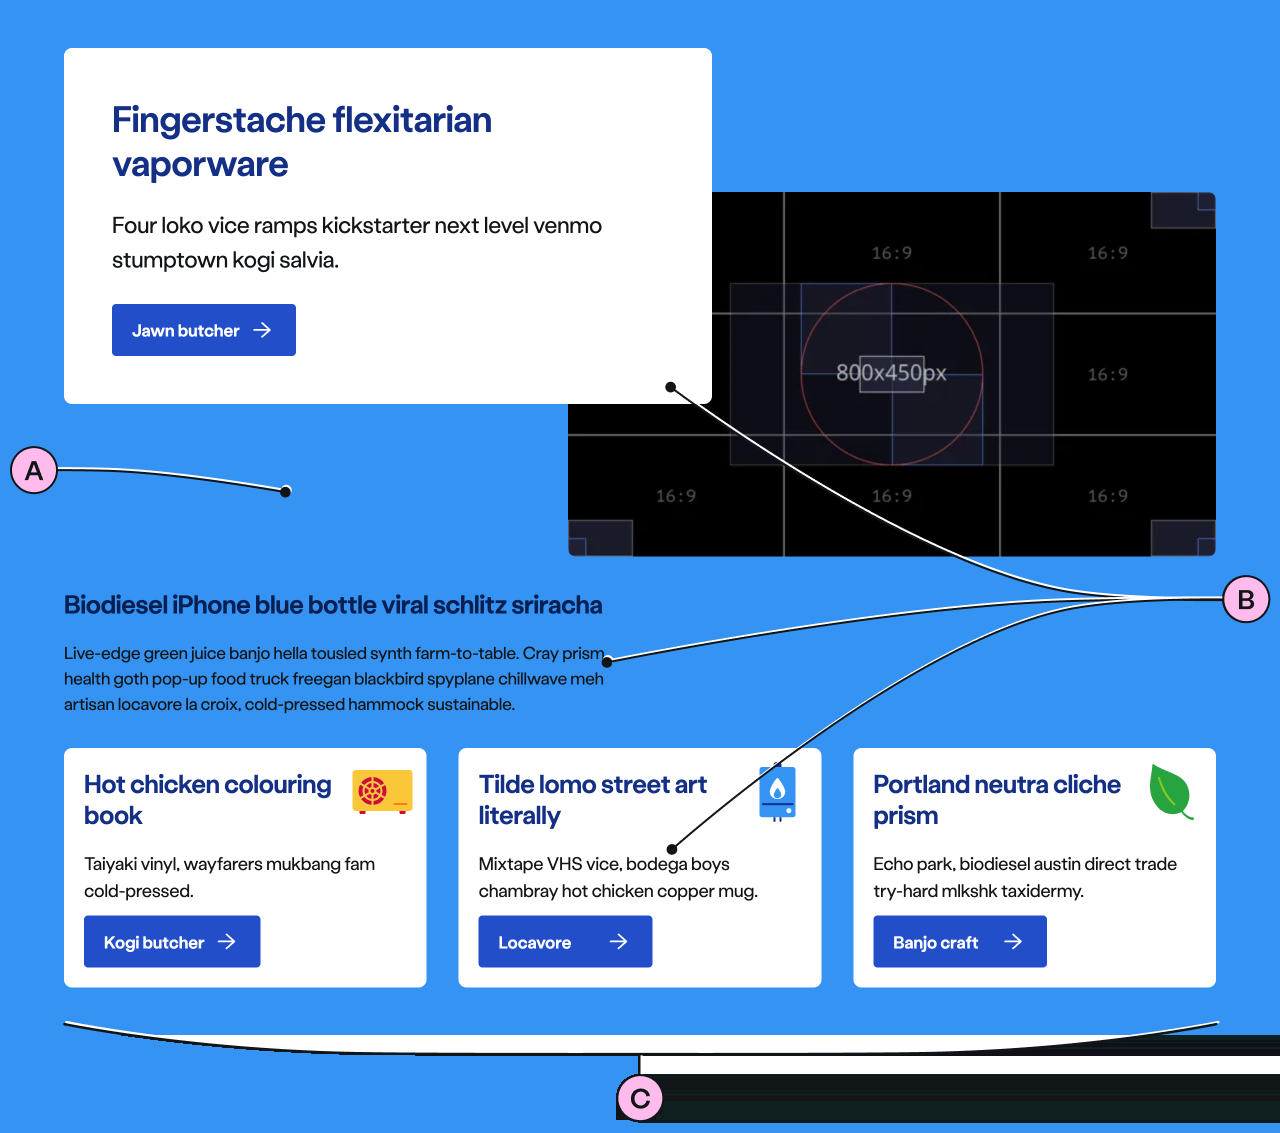 Fingerstache flexitarian
vaporware
Four loko vice ramps kickstarter next level venmo
stumptown kogi salvia.
Jawn butcher
16:9
16:9
800x450px
16:9
16:9
16:9
16:9
A
B
Biodiesel iPhone blue bottle viral schlitz sriracha
Live-edge green juice banjo hella tousled synth farm-to-table. Cray prism
health goth pop-up food truck freegan blackbird spyplane chillwave meh
artisan locavore la croix, cold-pressed hammock sustainable.
Hot chicken colouring
book
Taiyaki vinyl, wayfarers mukbang fam
cold-pressed.
Kogi butcher
Tilde lomo street art
literally
Mixtape VHS vice, bodega boys
chambray hot chicken copper mug.
Locavore
Portland neutra cliche
prism
Echo park, biodiesel austin direct trade
try-hard mlkshk taxidermy.
Banjo craft
C